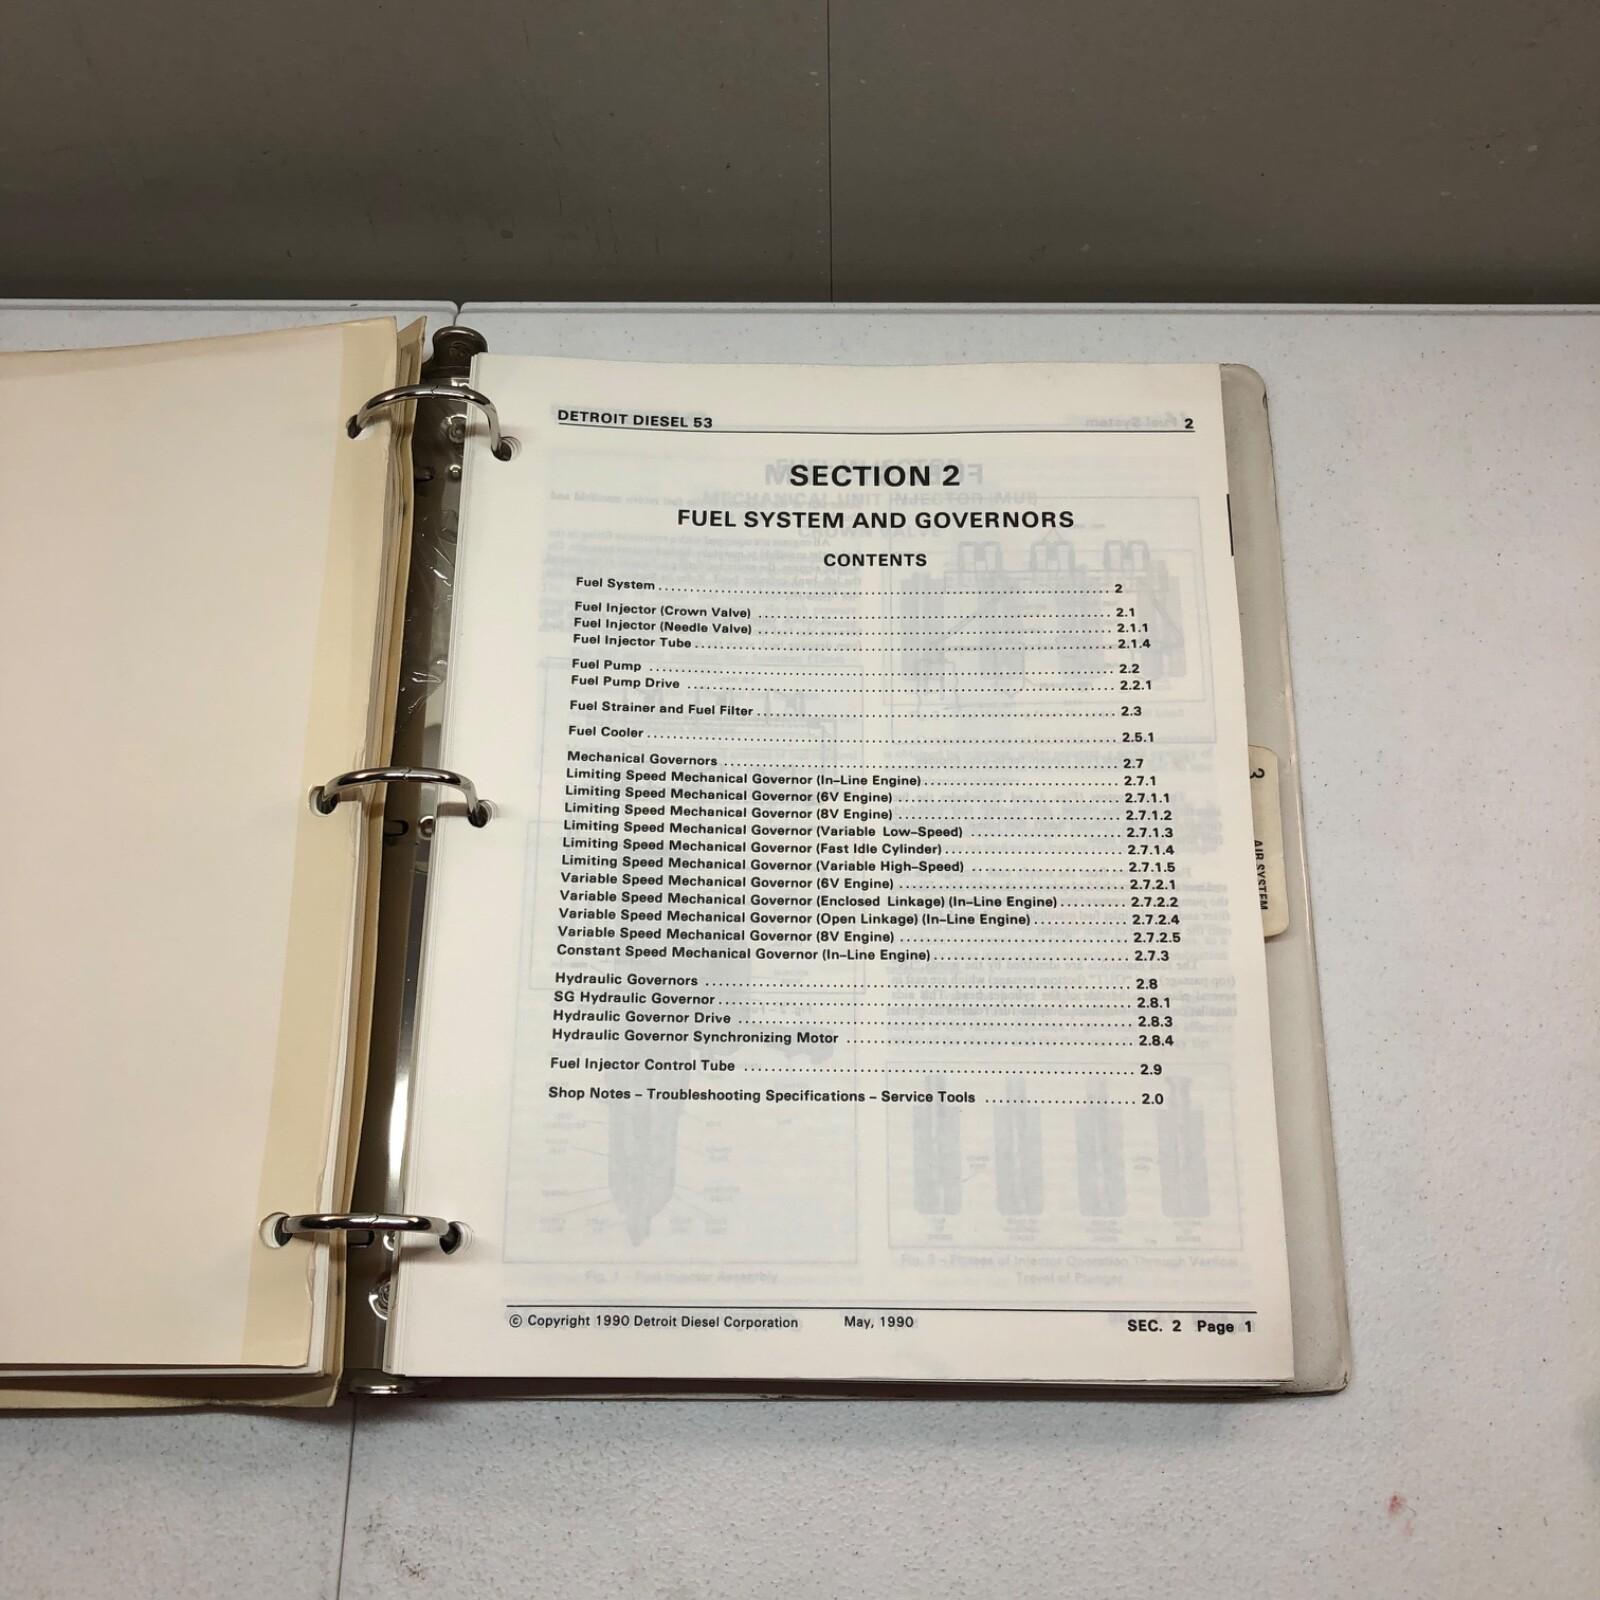 DETROIT DIESEL 53 2
SECTION 2
FUEL SYSTEM AND GOVERNORS
CONTENTS
Fuel System ........ 2
Fuel Injector (Crown Valve) ........ 2.1
Fuel Injector (Needle Valve) ........ 2.1.1
Fuel Injector Tube ........ 2.1.4
Fuel Pump ........ 2.2
Fuel Pump Drive ........ 2.2.1
Fuel Strainer and Fuel Filter ........ 2.3
Fuel Cooler ........ 2.5.1
Mechanical Governors ........ 2.7
Limiting Speed Mechanical Governor (In–Line Engine) ........ 2.7.1
Limiting Speed Mechanical Governor (6V Engine) ........ 2.7.1.1
Limiting Speed Mechanical Governor (8V Engine) ........ 2.7.1.2
Limiting Speed Mechanical Governor (Variable Low–Speed) ........ 2.7.1.3
Limiting Speed Mechanical Governor (Fast Idle Cylinder) ........ 2.7.1.4
Limiting Speed Mechanical Governor (Variable High–Speed) ........ 2.7.1.5
Variable Speed Mechanical Governor (6V Engine) ........ 2.7.2.1
Variable Speed Mechanical Governor (Enclosed Linkage) (In–Line Engine) ........ 2.7.2.2
Variable Speed Mechanical Governor (Open Linkage) (In–Line Engine) ........ 2.7.2.4
Variable Speed Mechanical Governor (8V Engine) ........ 2.7.2.5
Constant Speed Mechanical Governor (In–Line Engine) ........ 2.7.3
Hydraulic Governors ........ 2.8
SG Hydraulic Governor ........ 2.8.1
Hydraulic Governor Drive ........ 2.8.3
Hydraulic Governor Synchronizing Motor ........ 2.8.4
Fuel Injector Control Tube ........ 2.9
Shop Notes – Troubleshooting Specifications – Service Tools ........ 2.0
© Copyright 1990 Detroit Diesel Corporation May, 1990 SEC. 2 Page 1
3 AIR SYSTEM